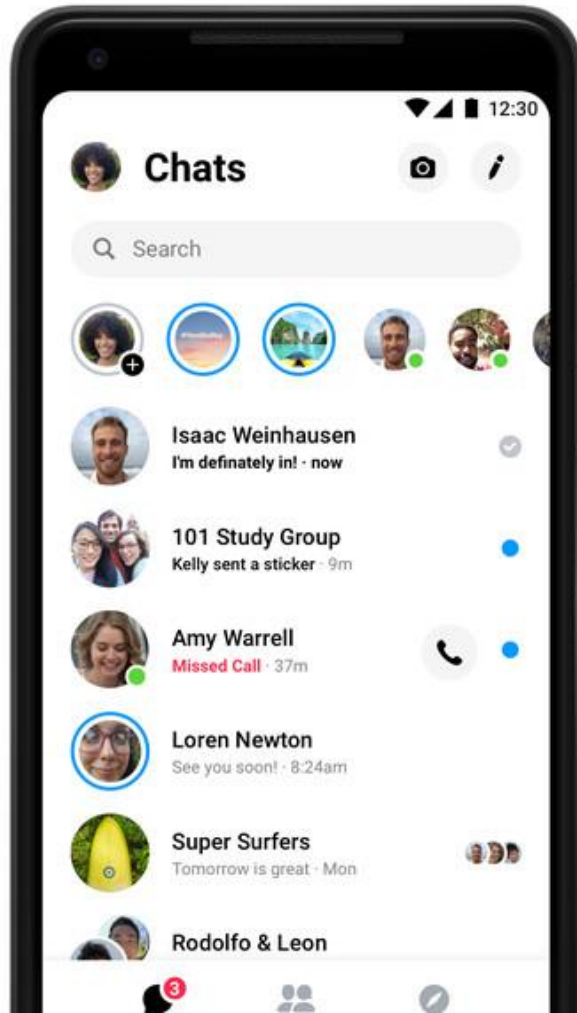 12:30
Chats
Search
Isaac Weinhausen
I'm definately in! · now
101 Study Group
Kelly sent a sticker · 9m
Amy Warrell
Missed Call · 37m
Loren Newton
See you soon! · 8:24am
Super Surfers
Tomorrow is great · Mon
Rodolfo & Leon
3